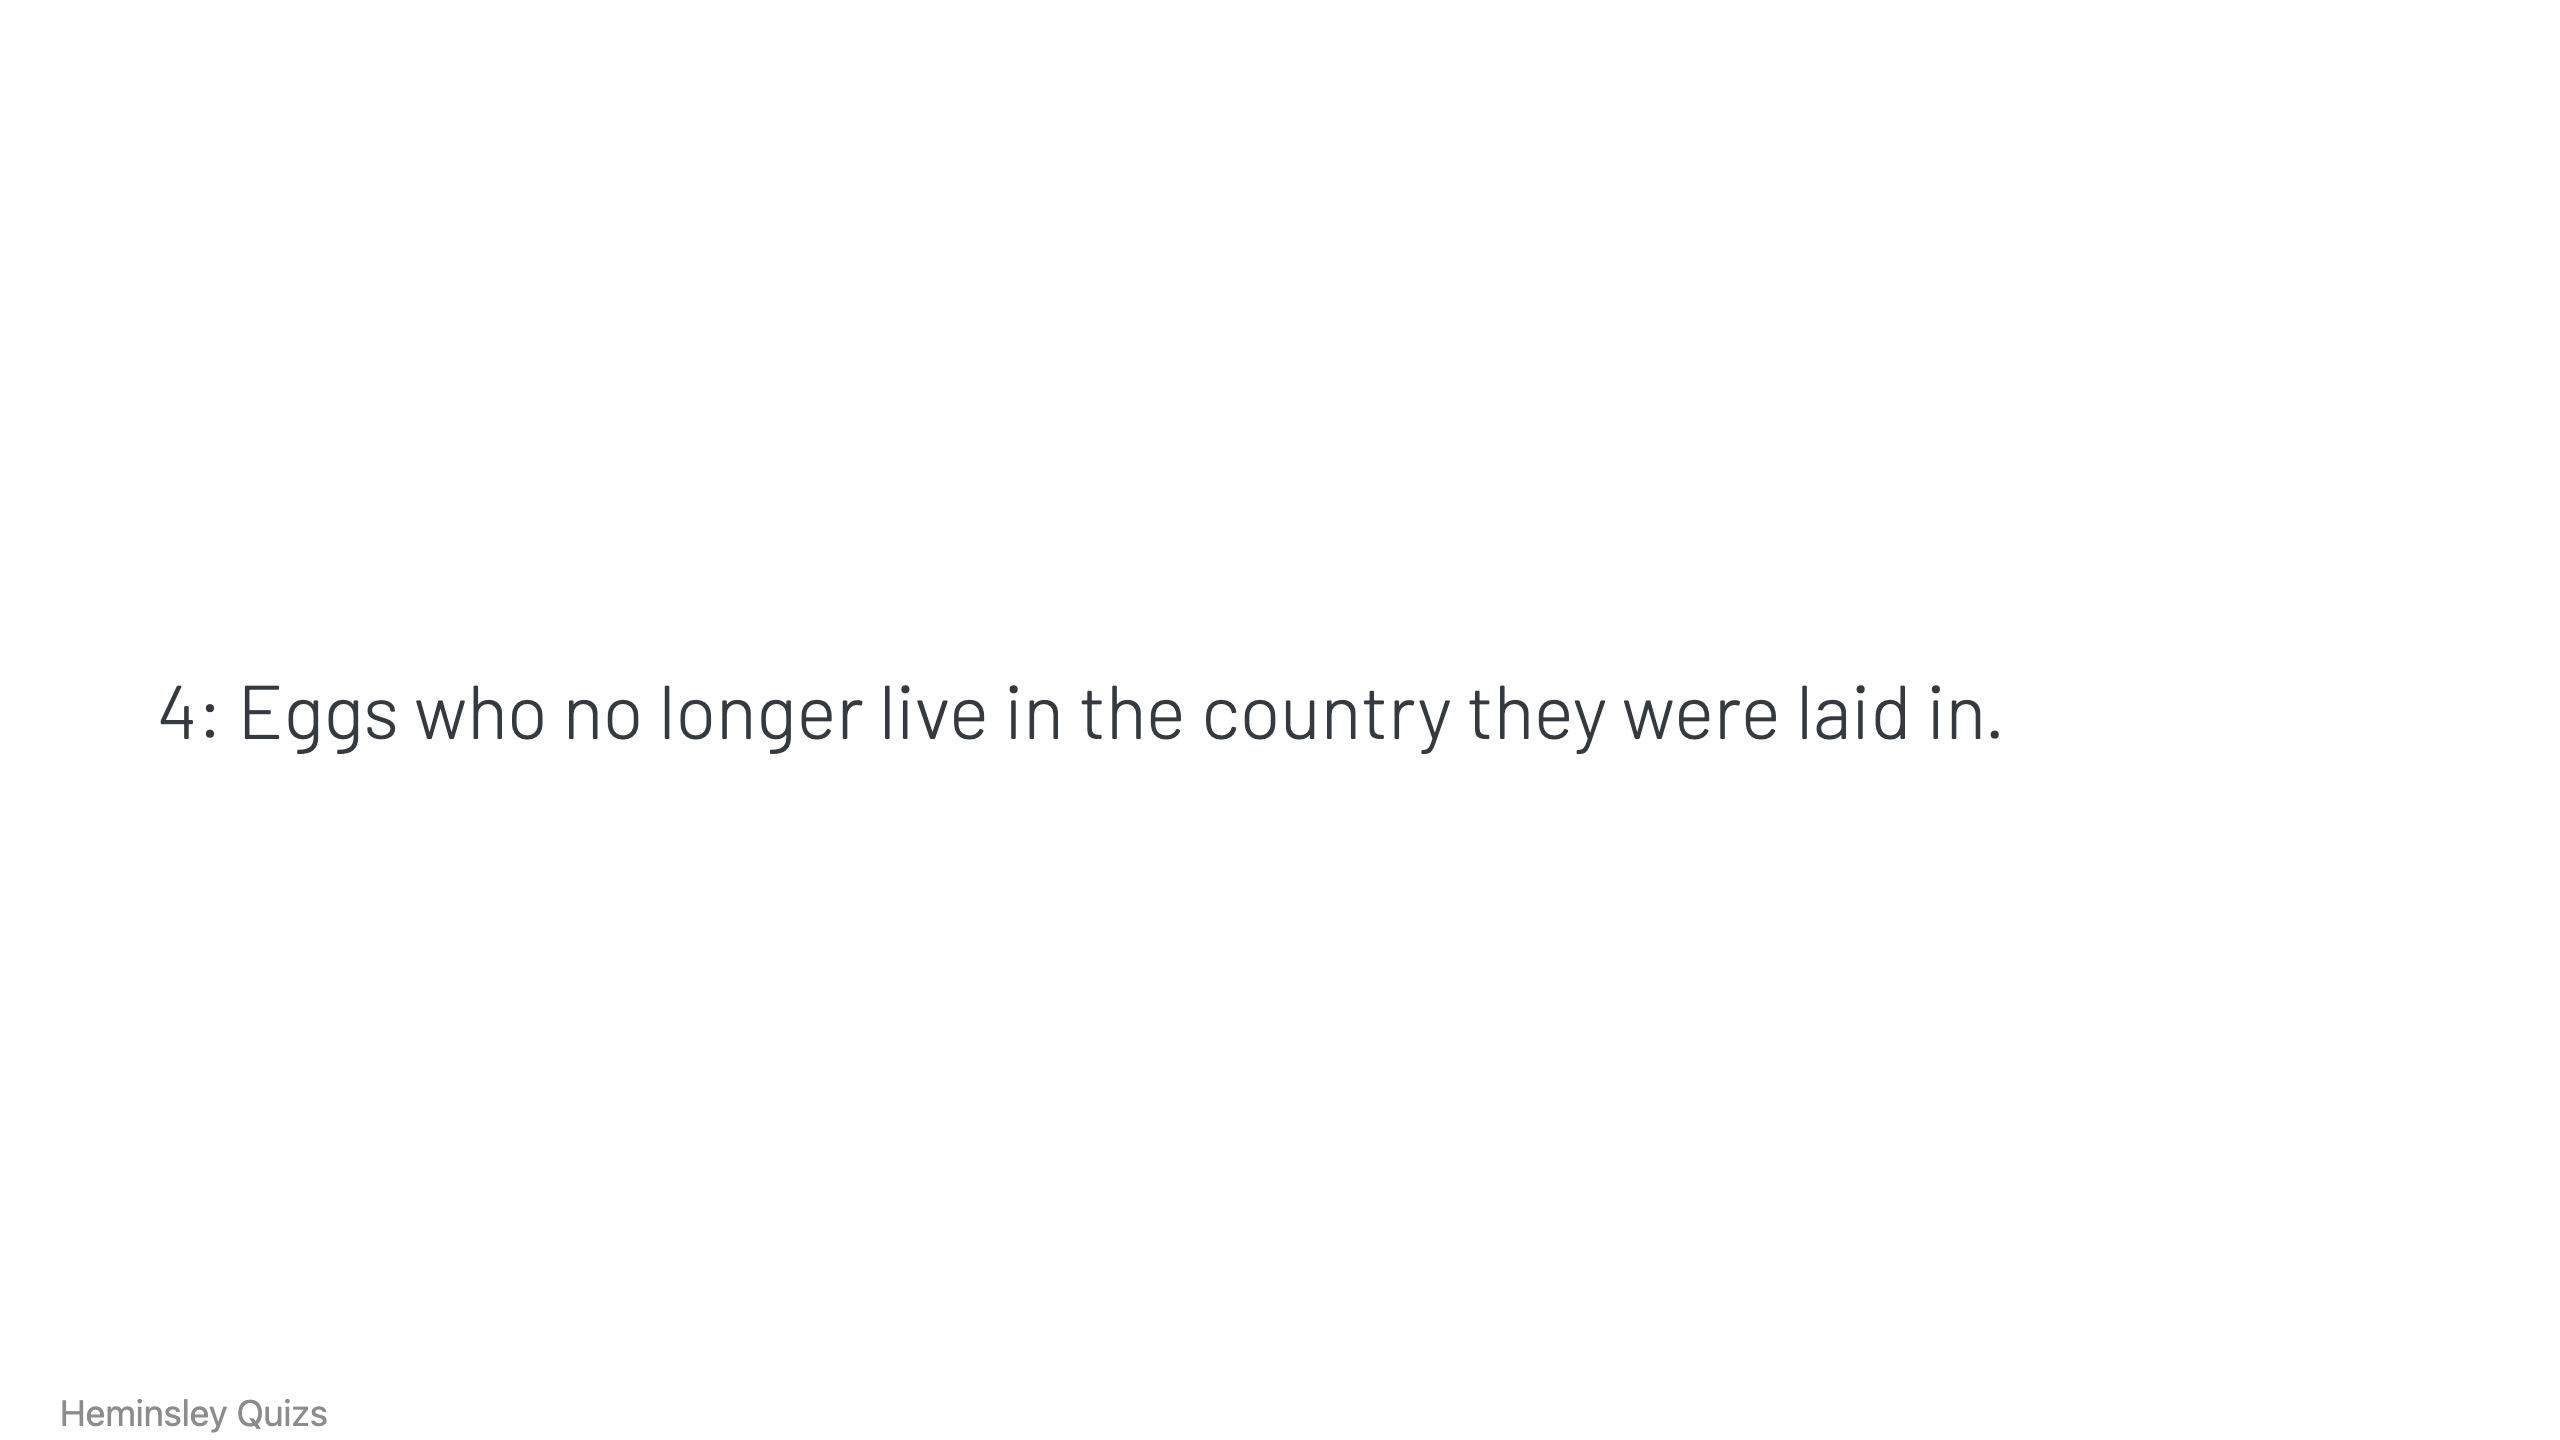 4: Eggs who no longer live in the country they were laid in.
Heminsley Quizs